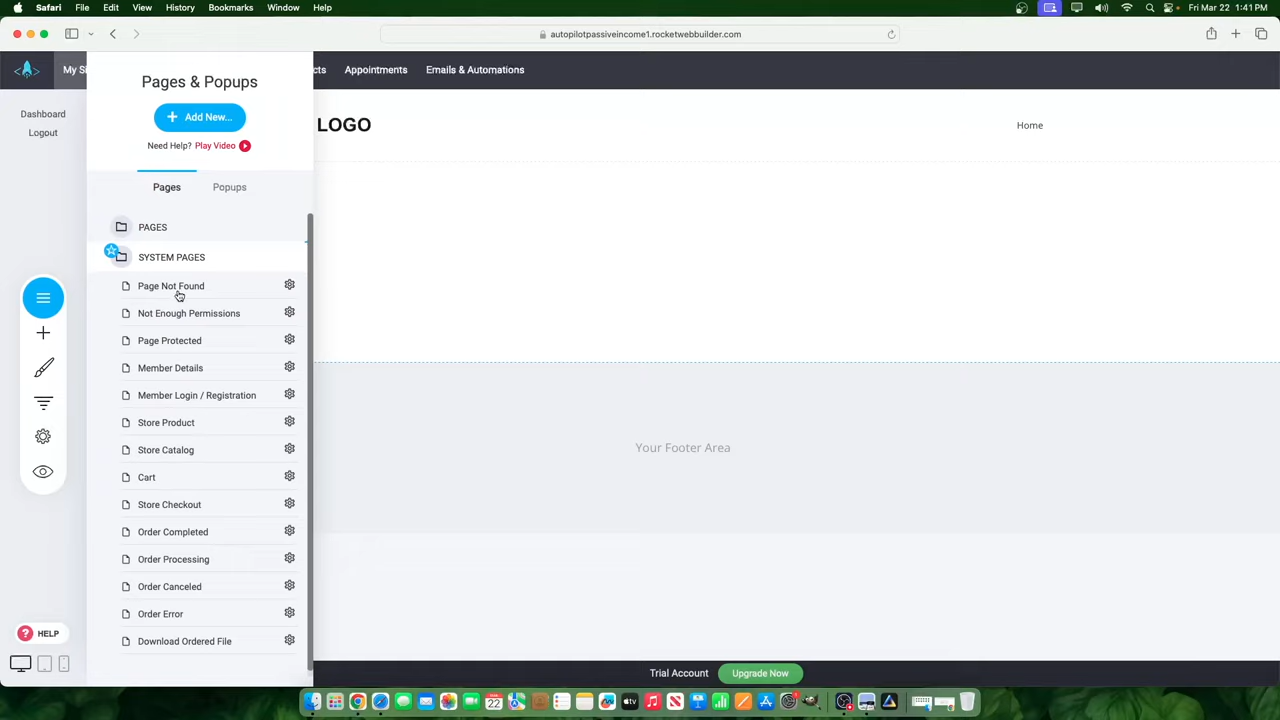 Safari File Edit View History Bookmarks Window Help
Fri Mar 22 1:41 PM
autopilotpassiveincome1.rocketwebbuilder.com
My Si
cts Appointments Emails & Automations
Dashboard
Logout
Pages & Popups
+ Add New...
Need Help? Play Video
Pages Popups
PAGES
SYSTEM PAGES
Page Not Found
Not Enough Permissions
Page Protected
Member Details
Member Login / Registration
Store Product
Store Catalog
Cart
Store Checkout
Order Completed
Order Processing
Order Canceled
Order Error
Download Ordered File
? HELP
LOGO
Home
Your Footer Area
Trial Account Upgrade Now
22
tv